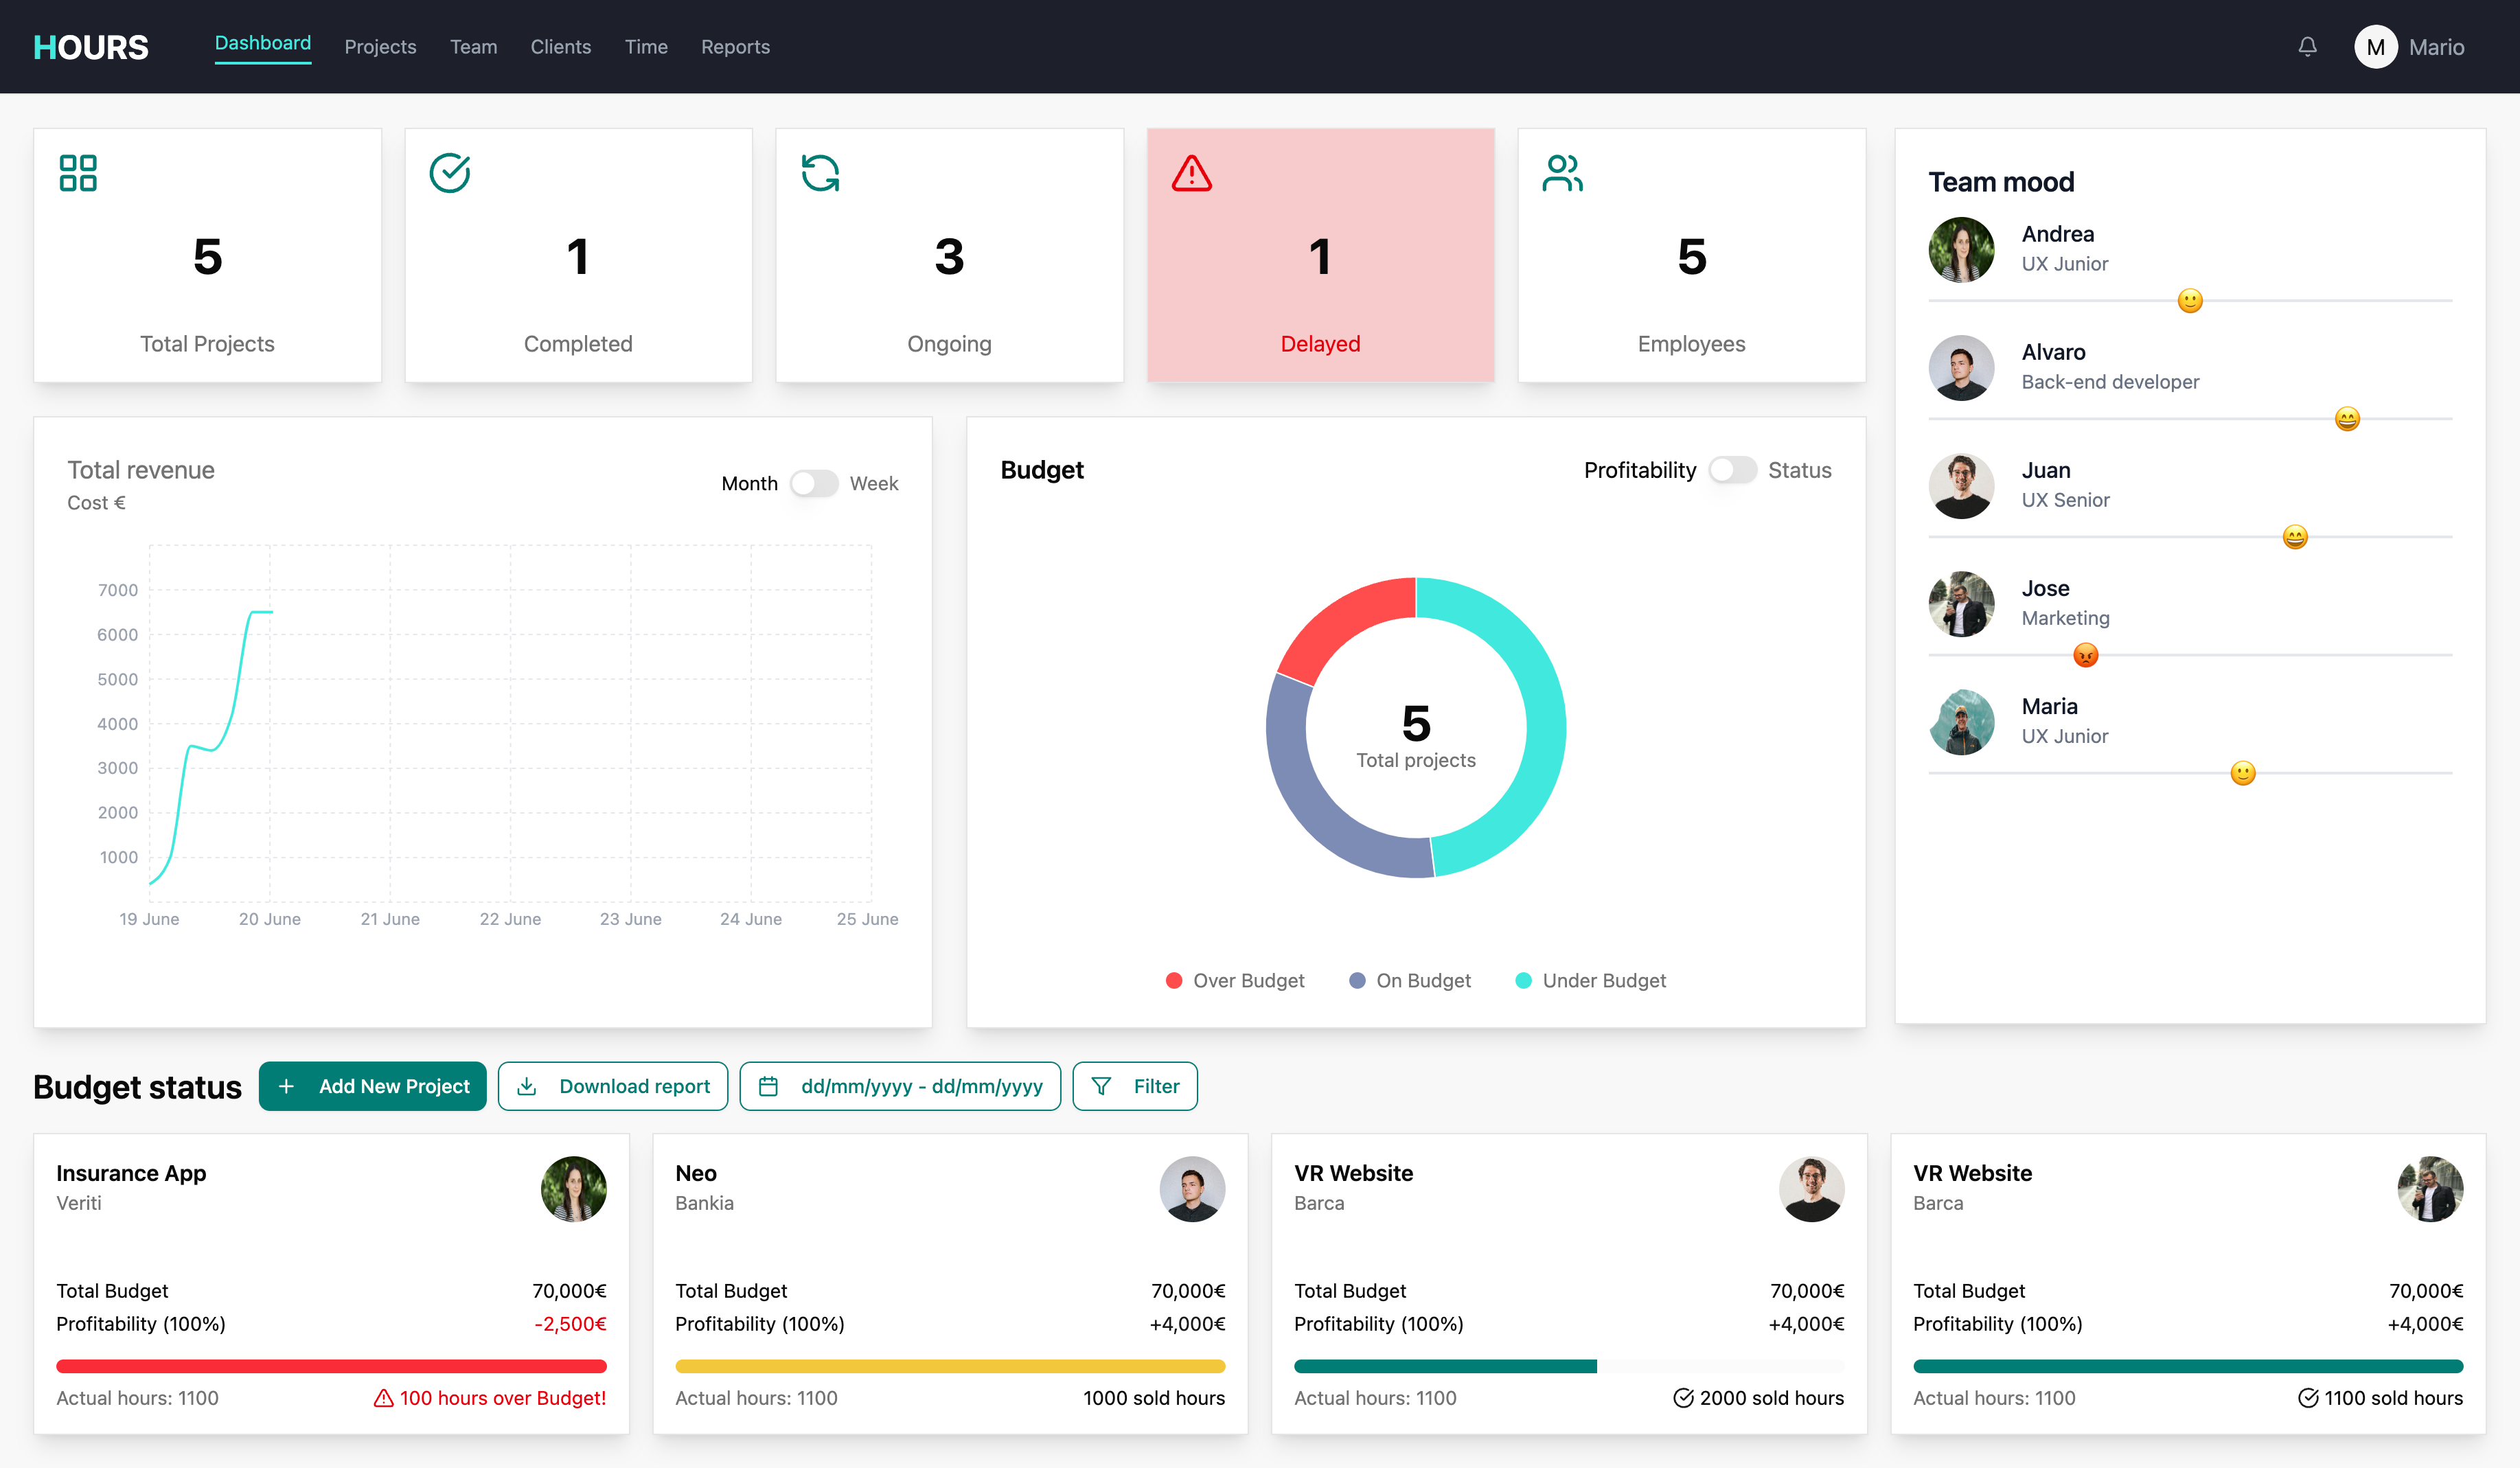 HOURS
Dashboard
Projects
Team
Clients
Time
Reports
M
Mario
5
Total Projects
1
Completed
3
Ongoing
1
Delayed
5
Employees
Team mood
Andrea
UX Junior
Alvaro
Back-end developer
Juan
UX Senior
Jose
Marketing
Maria
UX Junior
Total revenue
Cost €
Month
Week
7000
6000
5000
4000
3000
2000
1000
19 June
20 June
21 June
22 June
23 June
24 June
25 June
Budget
Profitability
Status
5
Total projects
Over Budget
On Budget
Under Budget
Budget status
Add New Project
Download report
dd/mm/yyyy - dd/mm/yyyy
Filter
Insurance App
Veriti
Total Budget
70,000€
Profitability (100%)
-2,500€
Actual hours: 1100
100 hours over Budget!
Neo
Bankia
Total Budget
70,000€
Profitability (100%)
+4,000€
Actual hours: 1100
1000 sold hours
VR Website
Barca
Total Budget
70,000€
Profitability (100%)
+4,000€
Actual hours: 1100
2000 sold hours
VR Website
Barca
Total Budget
70,000€
Profitability (100%)
+4,000€
Actual hours: 1100
1100 sold hours